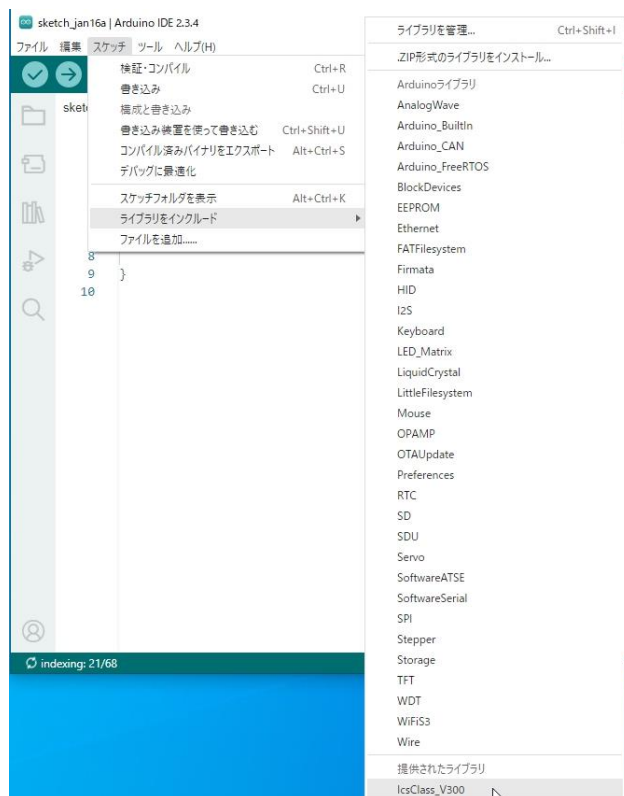 sketch_jan16a | Arduino IDE 2.3.4
ファイル 編集 スケッチ ツール ヘルプ(H)
検証・コンパイル Ctrl+R
書き込み Ctrl+U
構成と書き込み
書き込み装置を使って書き込む Ctrl+Shift+U
コンパイル済みバイナリをエクスポート Alt+Ctrl+S
デバッグに最適化
スケッチフォルダを表示 Alt+Ctrl+K
ライブラリをインクルード
ファイルを追加......
sket
8
9 }
10
indexing: 21/68
ライブラリを管理... Ctrl+Shift+I
.ZIP形式のライブラリをインストール...
Arduinoライブラリ
AnalogWave
Arduino_BuiltIn
Arduino_CAN
Arduino_FreeRTOS
BlockDevices
EEPROM
Ethernet
FATFilesystem
Firmata
HID
I2S
Keyboard
LED_Matrix
LiquidCrystal
LittleFilesystem
Mouse
OPAMP
OTAUpdate
Preferences
RTC
SD
SDU
Servo
SoftwareATSE
SoftwareSerial
SPI
Stepper
Storage
TFT
WDT
WiFiS3
Wire
提供されたライブラリ
IcsClass_V300